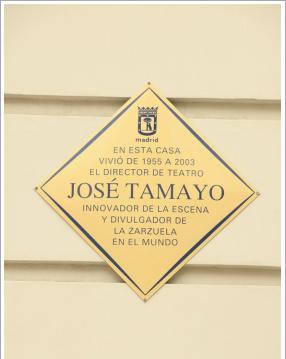 madrid
EN ESTA CASA
VIVIÓ DE 1955 A 2003
EL DIRECTOR DE TEATRO
JOSÉ TAMAYO
INNOVADOR DE LA ESCENA
Y DIVULGADOR DE
LA ZARZUELA
EN EL MUNDO